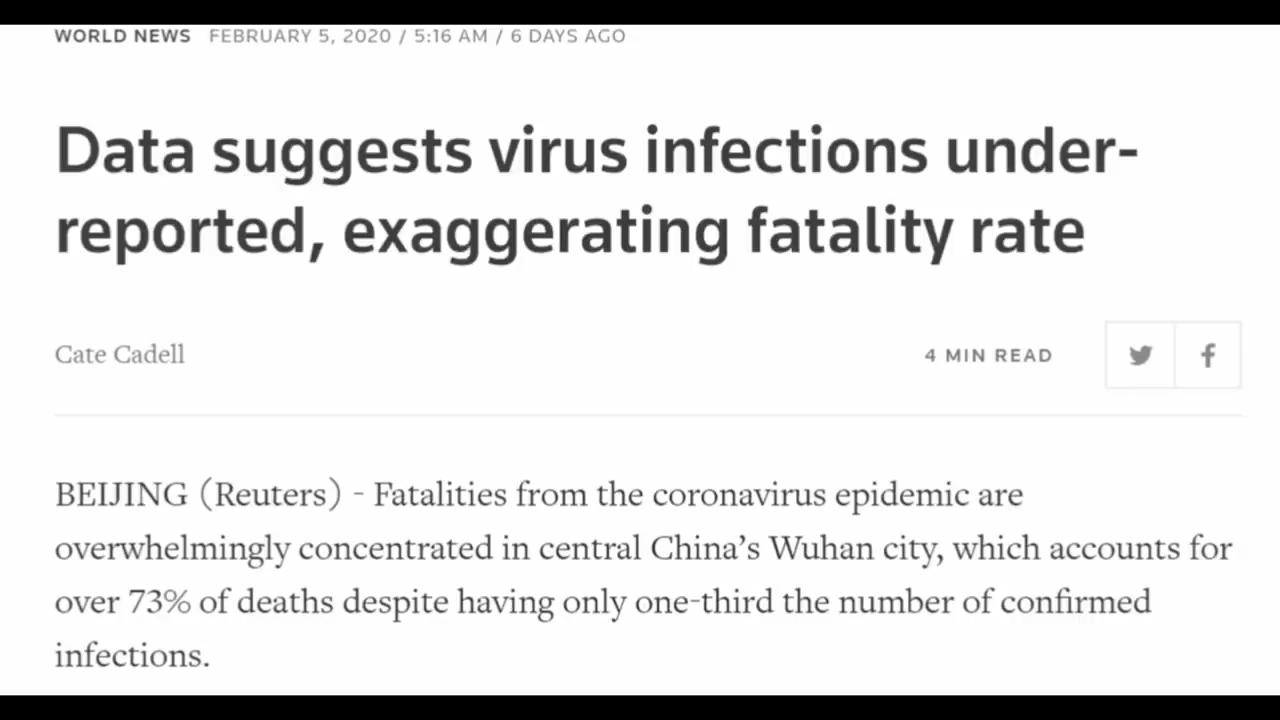 WORLD NEWS FEBRUARY 5, 2020 / 5:16 AM / 6 DAYS AGO
Data suggests virus infections under-
reported, exaggerating fatality rate
Cate Cadell 4 MIN READ
BEIJING (Reuters) - Fatalities from the coronavirus epidemic are
overwhelmingly concentrated in central China’s Wuhan city, which accounts for
over 73% of deaths despite having only one-third the number of confirmed
infections.